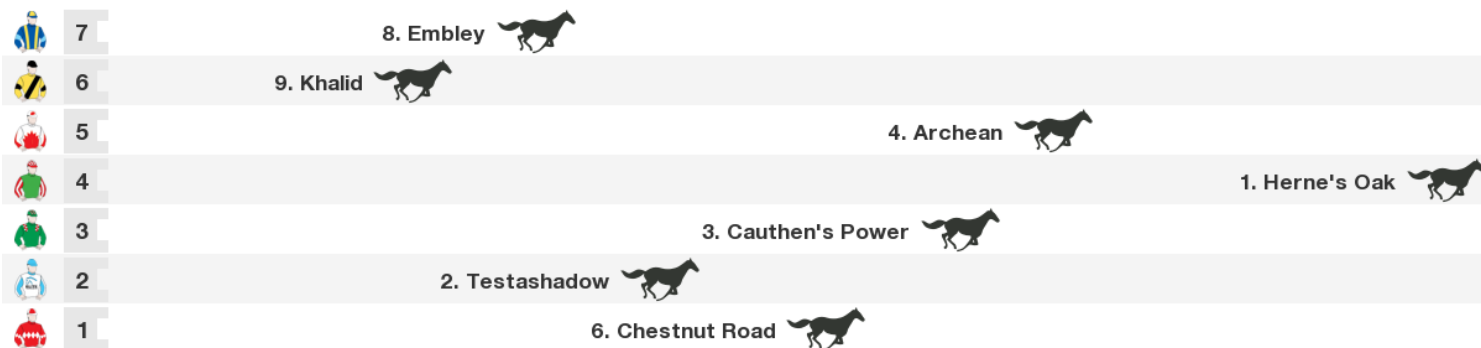 7 8. Embley
6 9. Khalid
5 4. Archean
4 1. Herne's Oak
3 3. Cauthen's Power
2 2. Testashadow
1 6. Chestnut Road